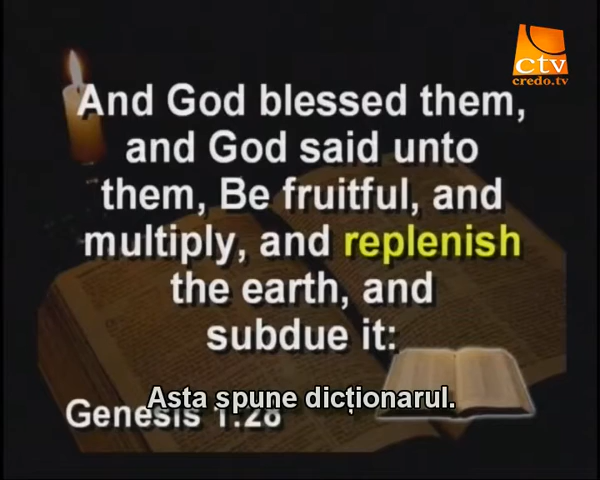 ctv
credo.tv
And God blessed them,
and God said unto
them, Be fruitful, and
multiply, and replenish
the earth, and
subdue it:
Asta spune dicționarul.
Genesis 1:28